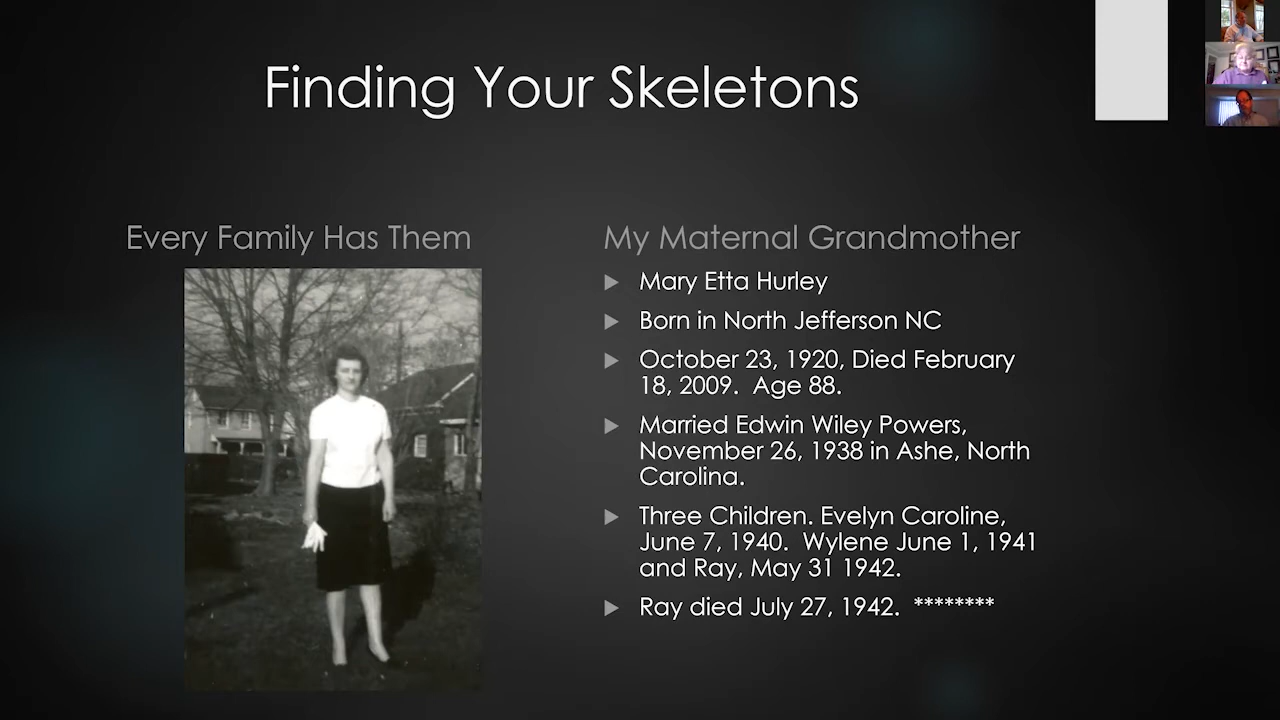 Finding Your Skeletons
Every Family Has Them
My Maternal Grandmother
Mary Etta Hurley
Born in North Jefferson NC
October 23, 1920, Died February
18, 2009.  Age 88.
Married Edwin Wiley Powers,
November 26, 1938 in Ashe, North
Carolina.
Three Children. Evelyn Caroline,
June 7, 1940.  Wylene June 1, 1941
and Ray, May 31 1942.
Ray died July 27, 1942.  ********